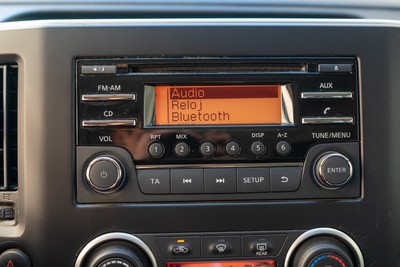 FM-AM
Audio
Reloj
Bluetooth
AUX
CD
RPT
MIX
DISP
A-Z
VOL
1
2
3
4
5
6
TUNE/MENU
TA
SETUP
ENTER
REAR